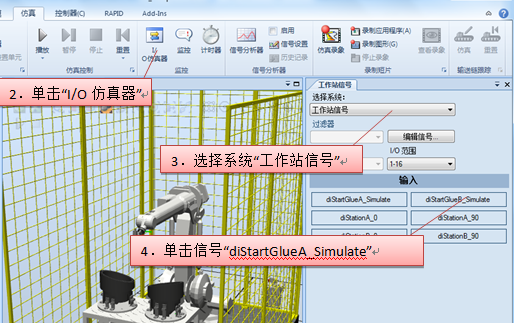 仿真 控制器(C) RAPID Add-Ins
播放 暂停 停止 重置 I/O仿真器 监控 计时器 信号分析器 启用 信号设置 历史记录 仿真录象 录制应用程序(A) 录制图形(G) 停止录象 查看录象 仿真 重置
仿真控制 监控 信号分析器 录制短片 输送链跟踪
2．单击“I/O 仿真器”
工作站信号
选择系统:
工作站信号
过滤器
编辑信号...
I/O 范围
3．选择系统“工作站信号”
1-16
输入
diStartGlueA_Simulate diStartGlueB_Simulate
diStationA_0 diStationA_90
diStationB_90
4．单击信号“diStartGlueA_Simulate”